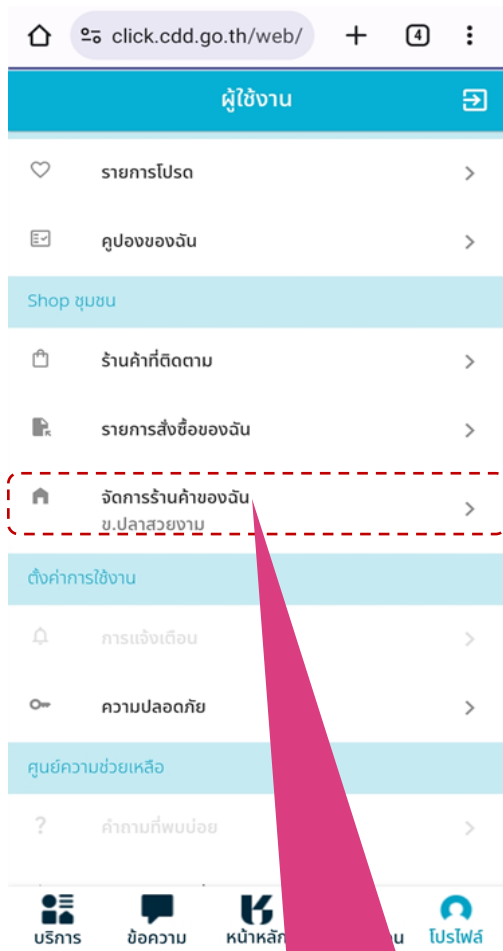 click.cdd.go.th/web/
4
ผู้ใช้งาน
รายการโปรด
คูปองของฉัน
Shop ชุมชน
ร้านค้าที่ติดตาม
รายการสั่งซื้อของฉัน
จัดการร้านค้าของฉัน
ข.ปลาสวยงาม
ตั้งค่าการใช้งาน
การแจ้งเตือน
ความปลอดภัย
ศูนย์ความช่วยเหลือ
?
คำถามที่พบบ่อย
บริการ ข้อความ หน้าหลัก โปรไฟล์